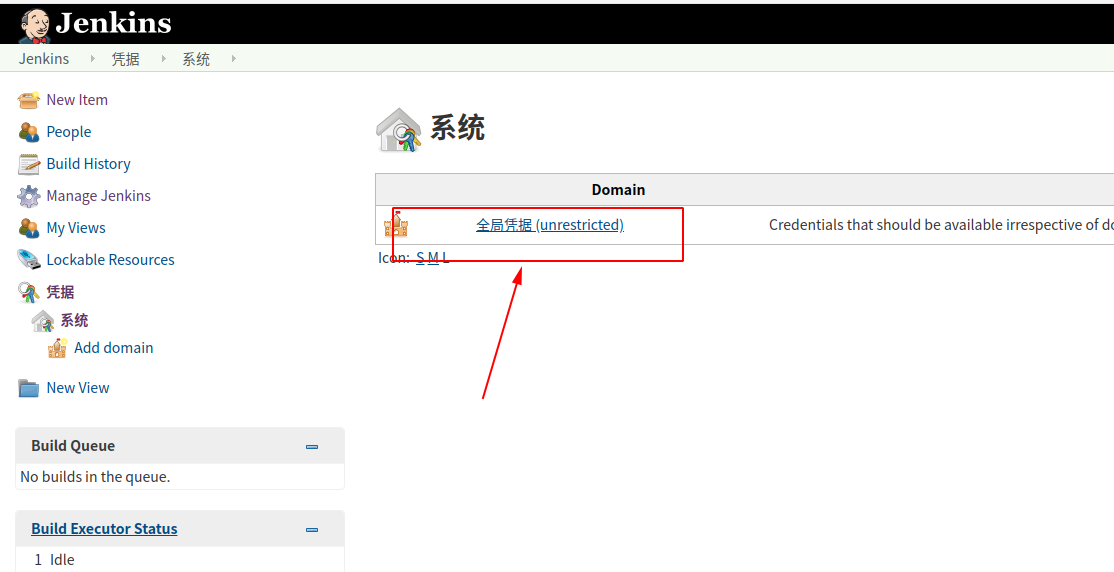 Jenkins
Jenkins 凭据 系统
New Item
People
Build History
Manage Jenkins
My Views
Lockable Resources
凭据
系统
Add domain
New View
Build Queue
No builds in the queue.
Build Executor Status
1 Idle
系统
Domain
全局凭据 (unrestricted) Credentials that should be available irrespective of do
Icon: S M L